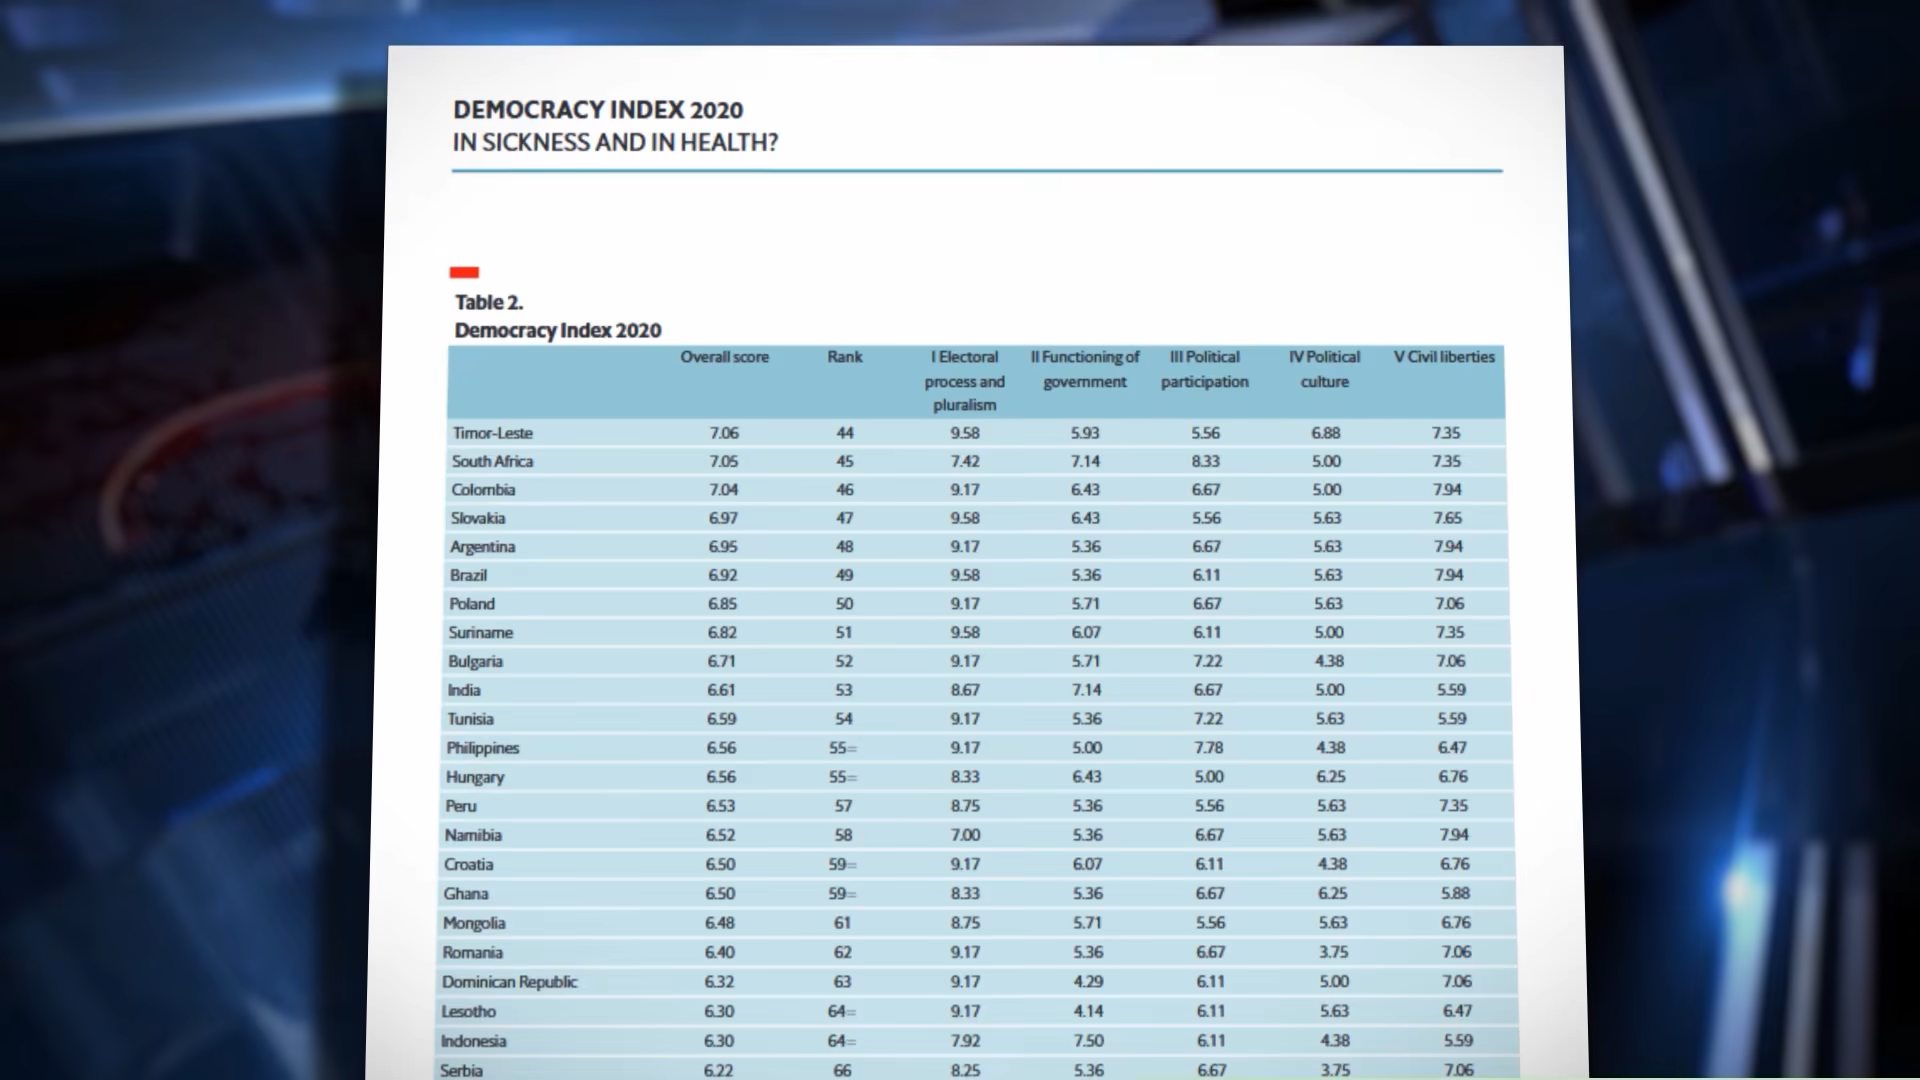 DEMOCRACY INDEX 2020
IN SICKNESS AND IN HEALTH?
Table 2.
Democracy Index 2020
Overall score Rank I Electoral process and pluralism II Functioning of government III Political participation IV Political culture V Civil liberties
Timor-Leste 7.06 44 9.58 5.93 5.56 6.88 7.35
South Africa 7.05 45 7.42 7.14 8.33 5.00 7.35
Colombia 7.04 46 9.17 6.43 6.67 5.00 7.94
Slovakia 6.97 47 9.58 6.43 5.56 5.63 7.65
Argentina 6.95 48 9.17 5.36 6.67 5.63 7.94
Brazil 6.92 49 9.58 5.36 6.11 5.63 7.94
Poland 6.85 50 9.17 5.71 6.67 5.63 7.06
Suriname 6.82 51 9.58 6.07 6.11 5.00 7.35
Bulgaria 6.71 52 9.17 5.71 7.22 4.38 7.06
India 6.61 53 8.67 7.14 6.67 5.00 5.59
Tunisia 6.59 54 9.17 5.36 7.22 5.63 5.59
Philippines 6.56 55= 9.17 5.00 7.78 4.38 6.47
Hungary 6.56 55= 8.33 6.43 5.00 6.25 6.76
Peru 6.53 57 8.75 5.36 5.56 5.63 7.35
Namibia 6.52 58 7.00 5.36 6.67 5.63 7.94
Croatia 6.50 59= 9.17 6.07 6.11 4.38 6.76
Ghana 6.50 59= 8.33 5.36 6.67 6.25 5.88
Mongolia 6.48 61 8.75 5.71 5.56 5.63 6.76
Romania 6.40 62 9.17 5.36 6.67 3.75 7.06
Dominican Republic 6.32 63 9.17 4.29 6.11 5.00 7.06
Lesotho 6.30 64= 9.17 4.14 6.11 5.63 6.47
Indonesia 6.30 64= 7.92 7.50 6.11 4.38 5.59
Serbia 6.22 66 8.25 5.36 6.67 3.75 7.06